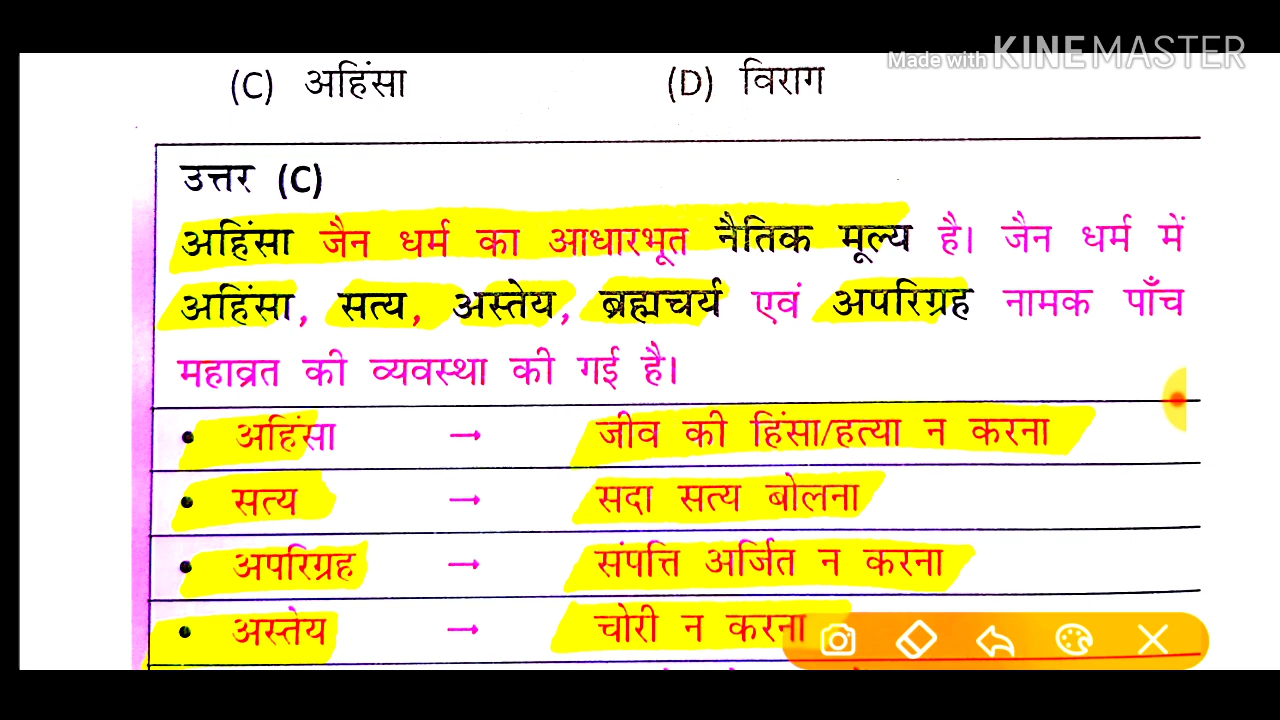 Made with KINEMASTER
(C) अहिंसा (D) विराग
उत्तर (C)
अहिंसा जैन धर्म का आधारभूत नैतिक मूल्य है। जैन धर्म में
अहिंसा, सत्य, अस्तेय, ब्रह्मचर्य एवं अपरिग्रह नामक पाँच
महाव्रत की व्यवस्था की गई है।
• अहिंसा → जीव की हिंसा/हत्या न करना
• सत्य → सदा सत्य बोलना
• अपरिग्रह → संपत्ति अर्जित न करना
• अस्तेय → चोरी न करना